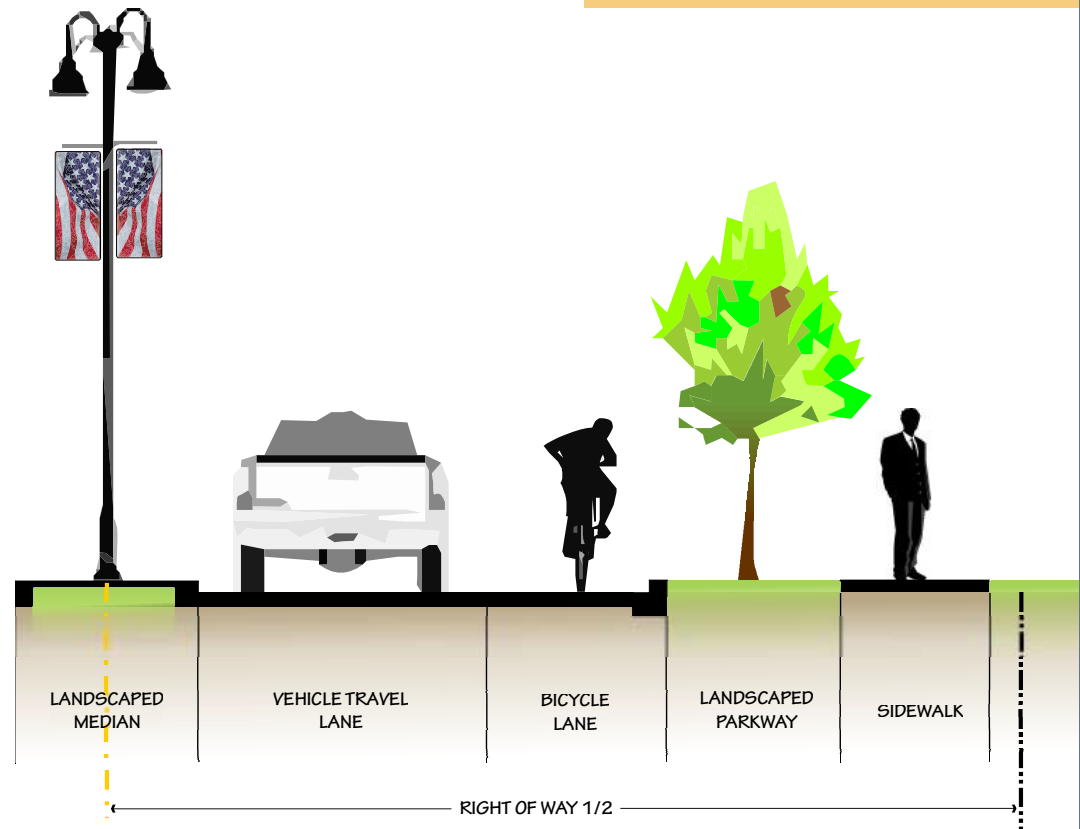 LANDSCAPED
MEDIAN
VEHICLE TRAVEL
LANE
BICYCLE
LANE
LANDSCAPED
PARKWAY
SIDEWALK
RIGHT OF WAY 1/2